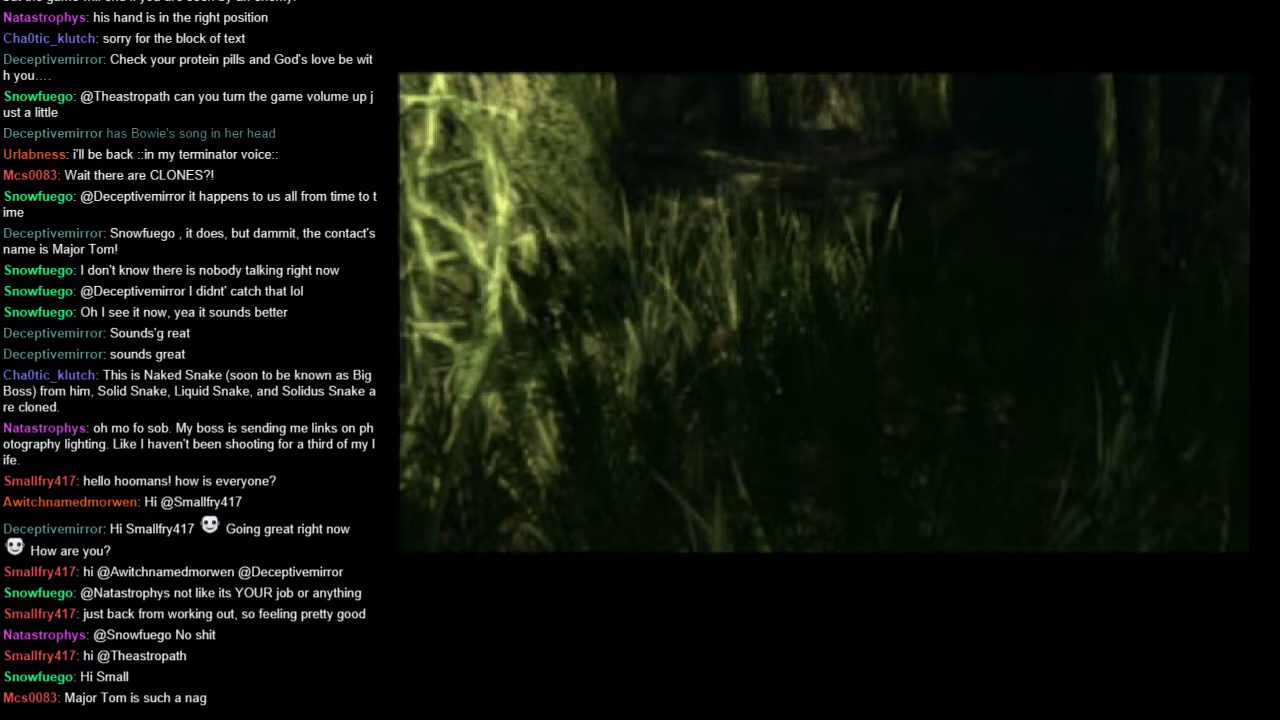 Natastrophys: his hand is in the right position
Cha0tic_klutch: sorry for the block of text
Deceptivemirror: Check your protein pills and God's love be wit
h you....
Snowfuego: @Theastropath can you turn the game volume up j
ust a little
Deceptivemirror has Bowie's song in her head
Urlabness: i'll be back ::in my terminator voice::
Mcs0083: Wait there are CLONES?!
Snowfuego: @Deceptivemirror it happens to us all from time to t
ime
Deceptivemirror: Snowfuego , it does, but dammit, the contact's
name is Major Tom!
Snowfuego: I don't know there is nobody talking right now
Snowfuego: @Deceptivemirror I didnt' catch that lol
Snowfuego: Oh I see it now, yea it sounds better
Deceptivemirror: Sounds'g reat
Deceptivemirror: sounds great
Cha0tic_klutch: This is Naked Snake (soon to be known as Big
Boss) from him, Solid Snake, Liquid Snake, and Solidus Snake a
re cloned.
Natastrophys: oh mo fo sob. My boss is sending me links on ph
otography lighting. Like I haven't been shooting for a third of my l
ife.
Smallfry417: hello hoomans! how is everyone?
Awitchnamedmorwen: Hi @Smallfry417
Deceptivemirror: Hi Smallfry417 Going great right now
How are you?
Smallfry417: hi @Awitchnamedmorwen @Deceptivemirror
Snowfuego: @Natastrophys not like its YOUR job or anything
Smallfry417: just back from working out, so feeling pretty good
Natastrophys: @Snowfuego No shit
Smallfry417: hi @Theastropath
Snowfuego: Hi Small
Mcs0083: Major Tom is such a nag